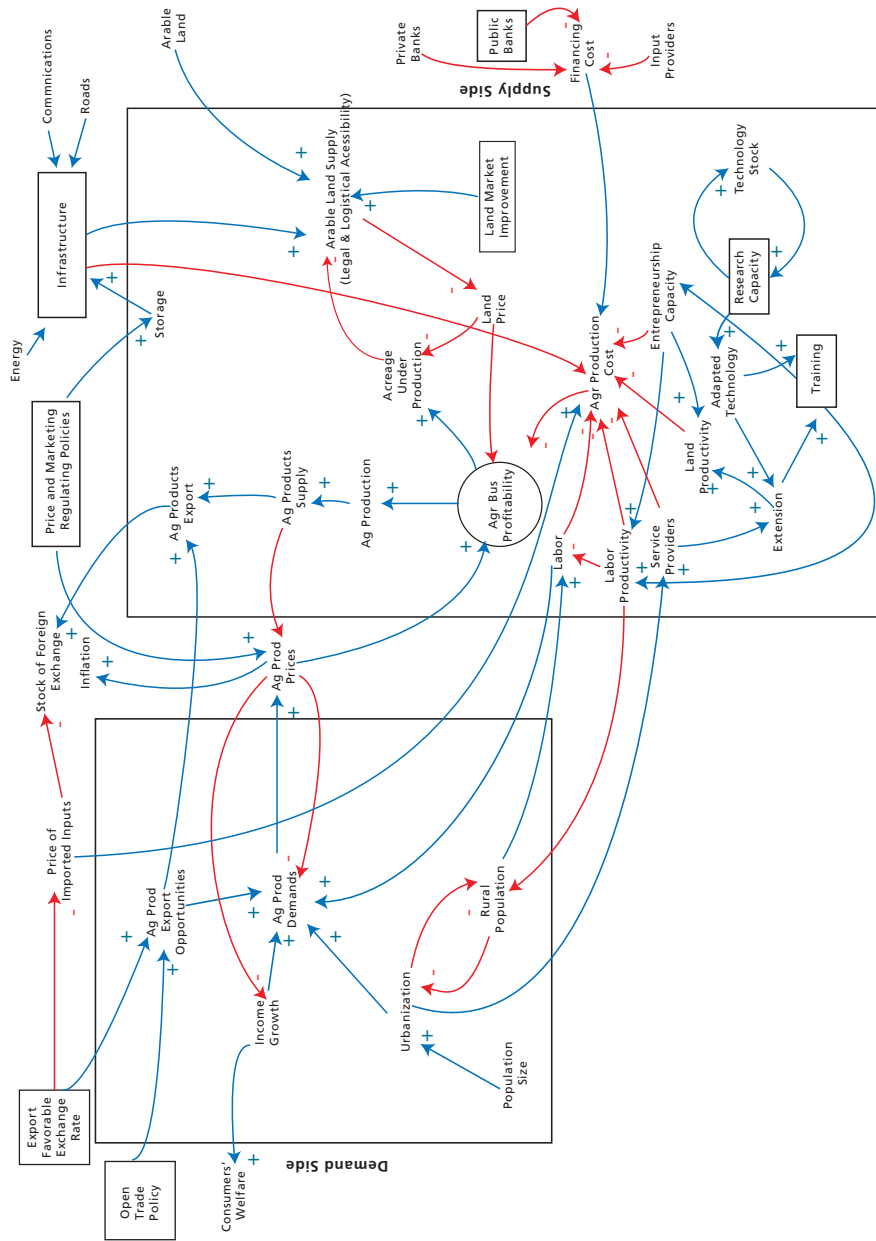 Export
Favorable
Exchange
Rate
Open
Trade
Policy
Price of
Imported Inputs
Stock of Foreign
Exchange
Inflation
Price and Marketing
Regulating Policies
Energy
Infrastructure
Commnications
Roads
Storage
Arable
Land
Demand Side
Consumers'
Welfare
Income
Growth
Ag Prod
Export
Opportunities
Ag Prod
Demands
Urbanization
Rural
Population
Population
Size
Ag Prod
Prices
Supply Side
Ag Products
Export
Ag Products
Supply
Ag Production
Agr Bus
Profitability
Acreage
Under
Production
Land
Price
Arable Land Supply
(Legal & Logistical Acessibility)
Land Market
Improvement
Private
Banks
Public
Banks
Financing
Cost
Input
Providers
Agr Production
Cost
Labor
Labor
Productivity
Service
Providers
Land
Productivity
Extension
Entrepreneurship
Capacity
Adapted
Technology
Training
Research
Capacity
Technology
Stock